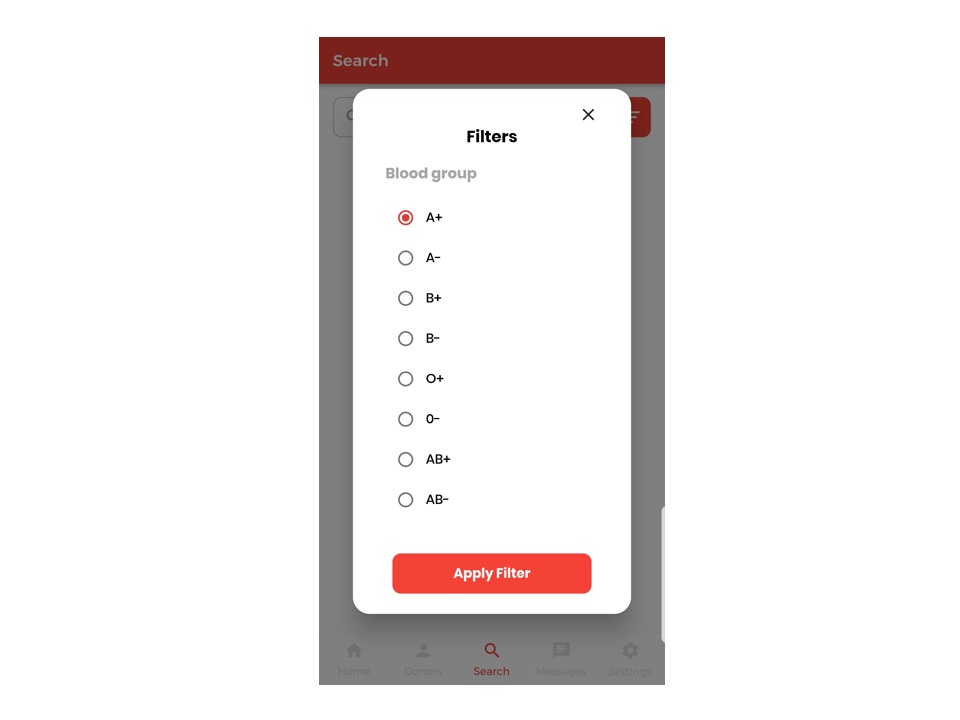 Search
Filters
Blood group
A+
A-
B+
B-
O+
0-
AB+
AB-
Apply Filter
Home
Donors
Search
Messages
Settings